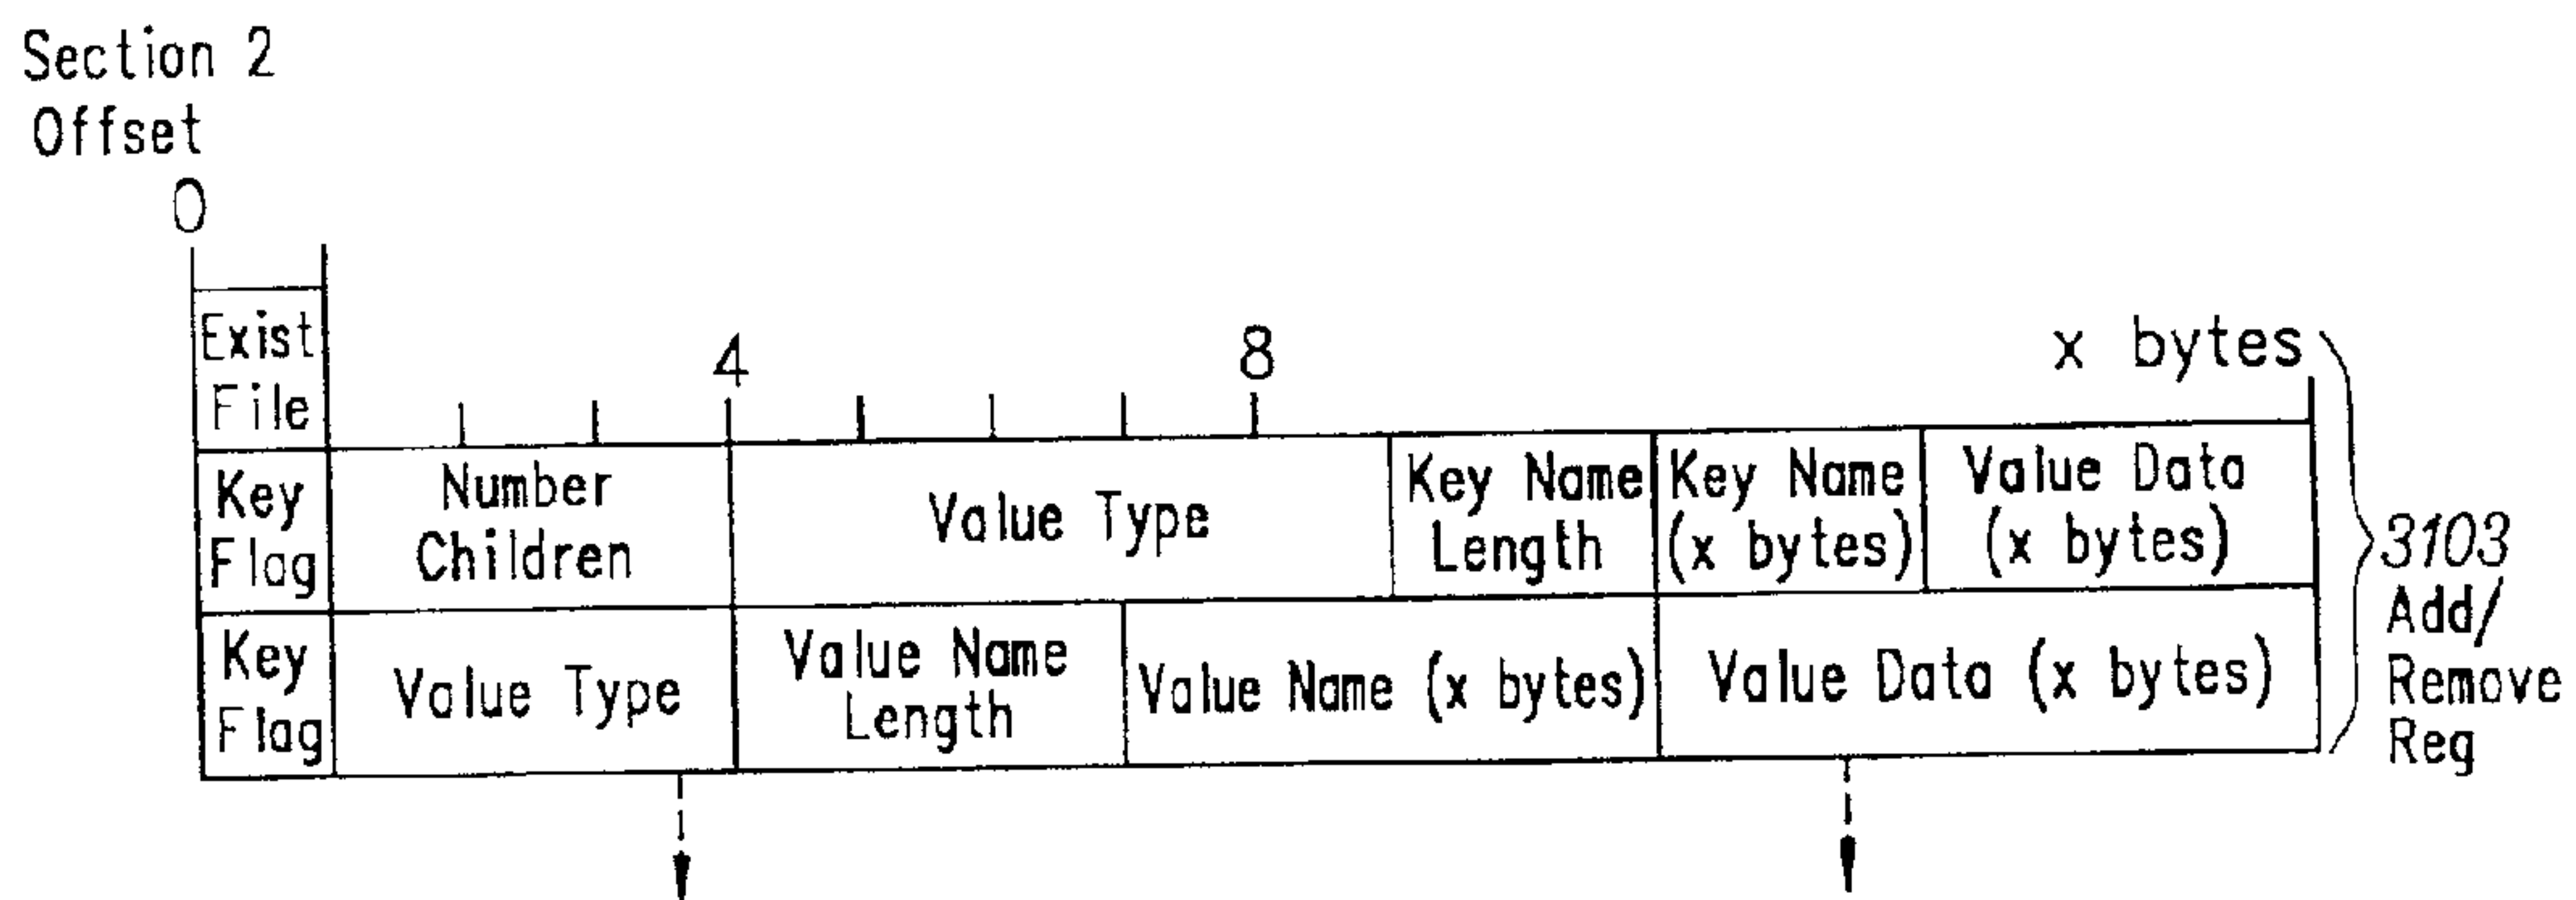 Section 2
Offset
0
Exist
File
4
8
x bytes
Key
Flag
Number
Children
Value Type
Key Name
Length
Key Name
(x bytes)
Value Data
(x bytes)
Key
Flag
Value Type
Value Name
Length
Value Name (x bytes)
Value Data (x bytes)
3103
Add/
Remove
Reg